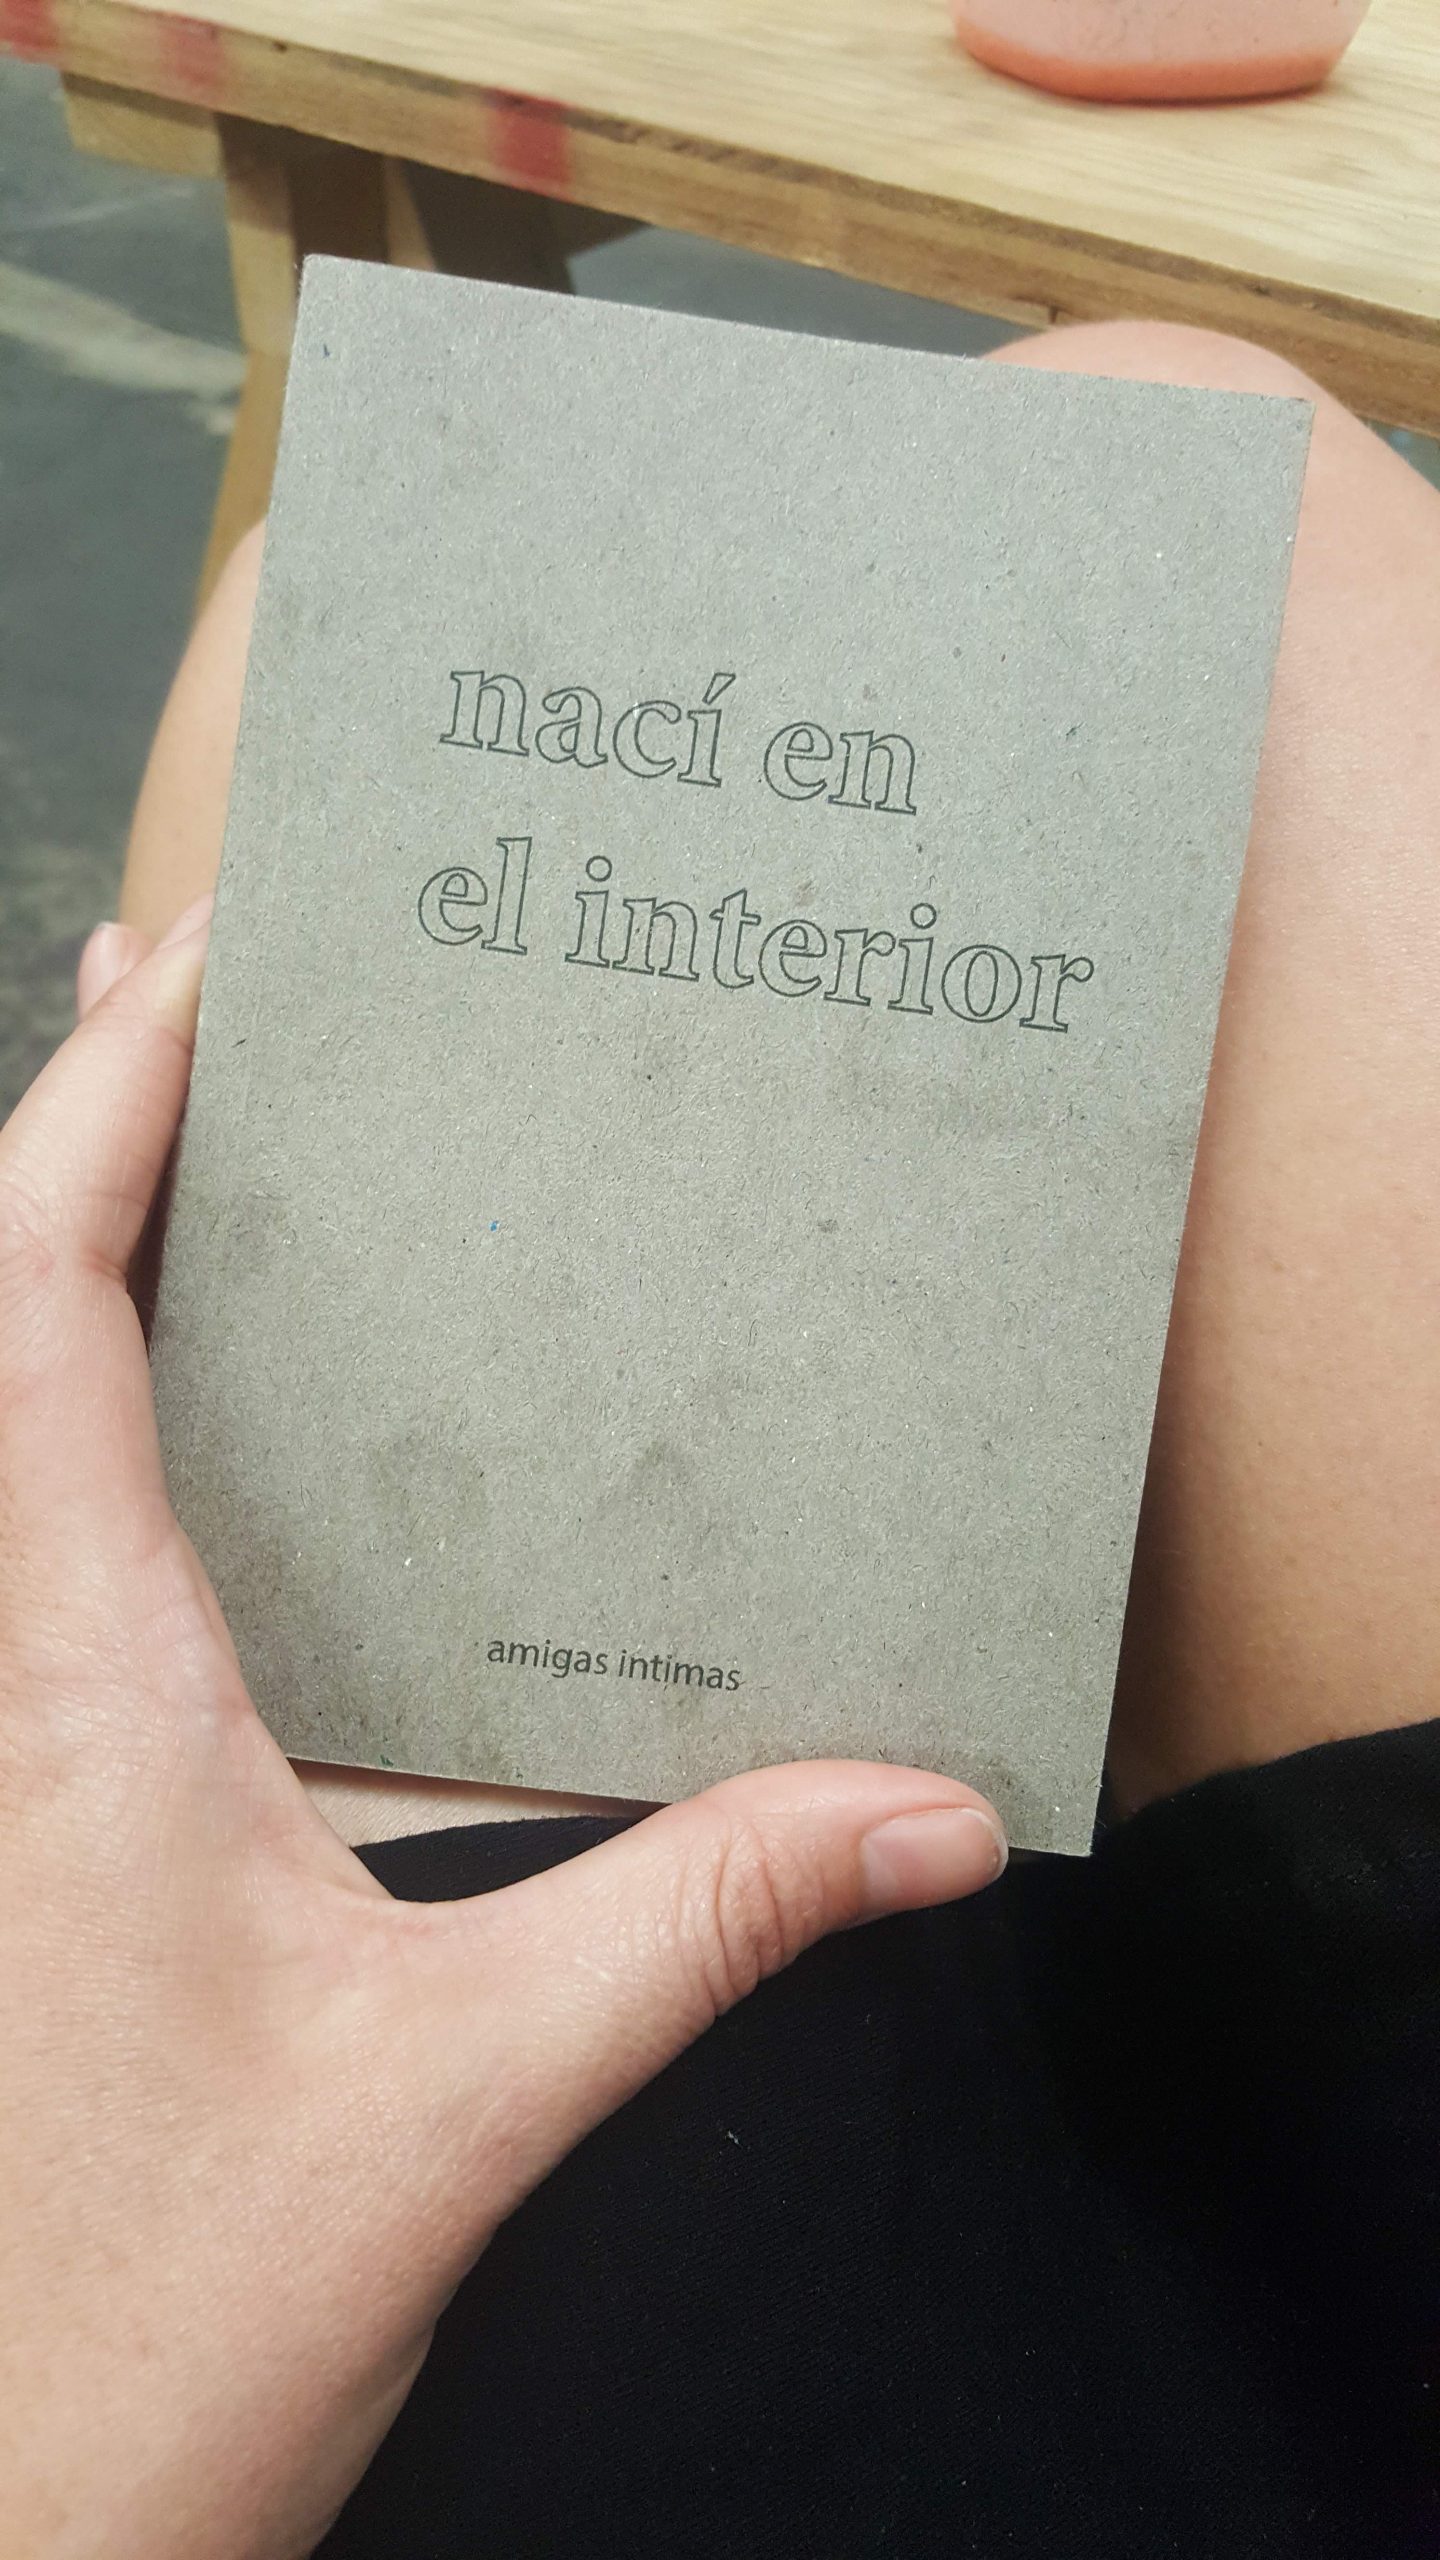 nací en
el interior
amigas intimas